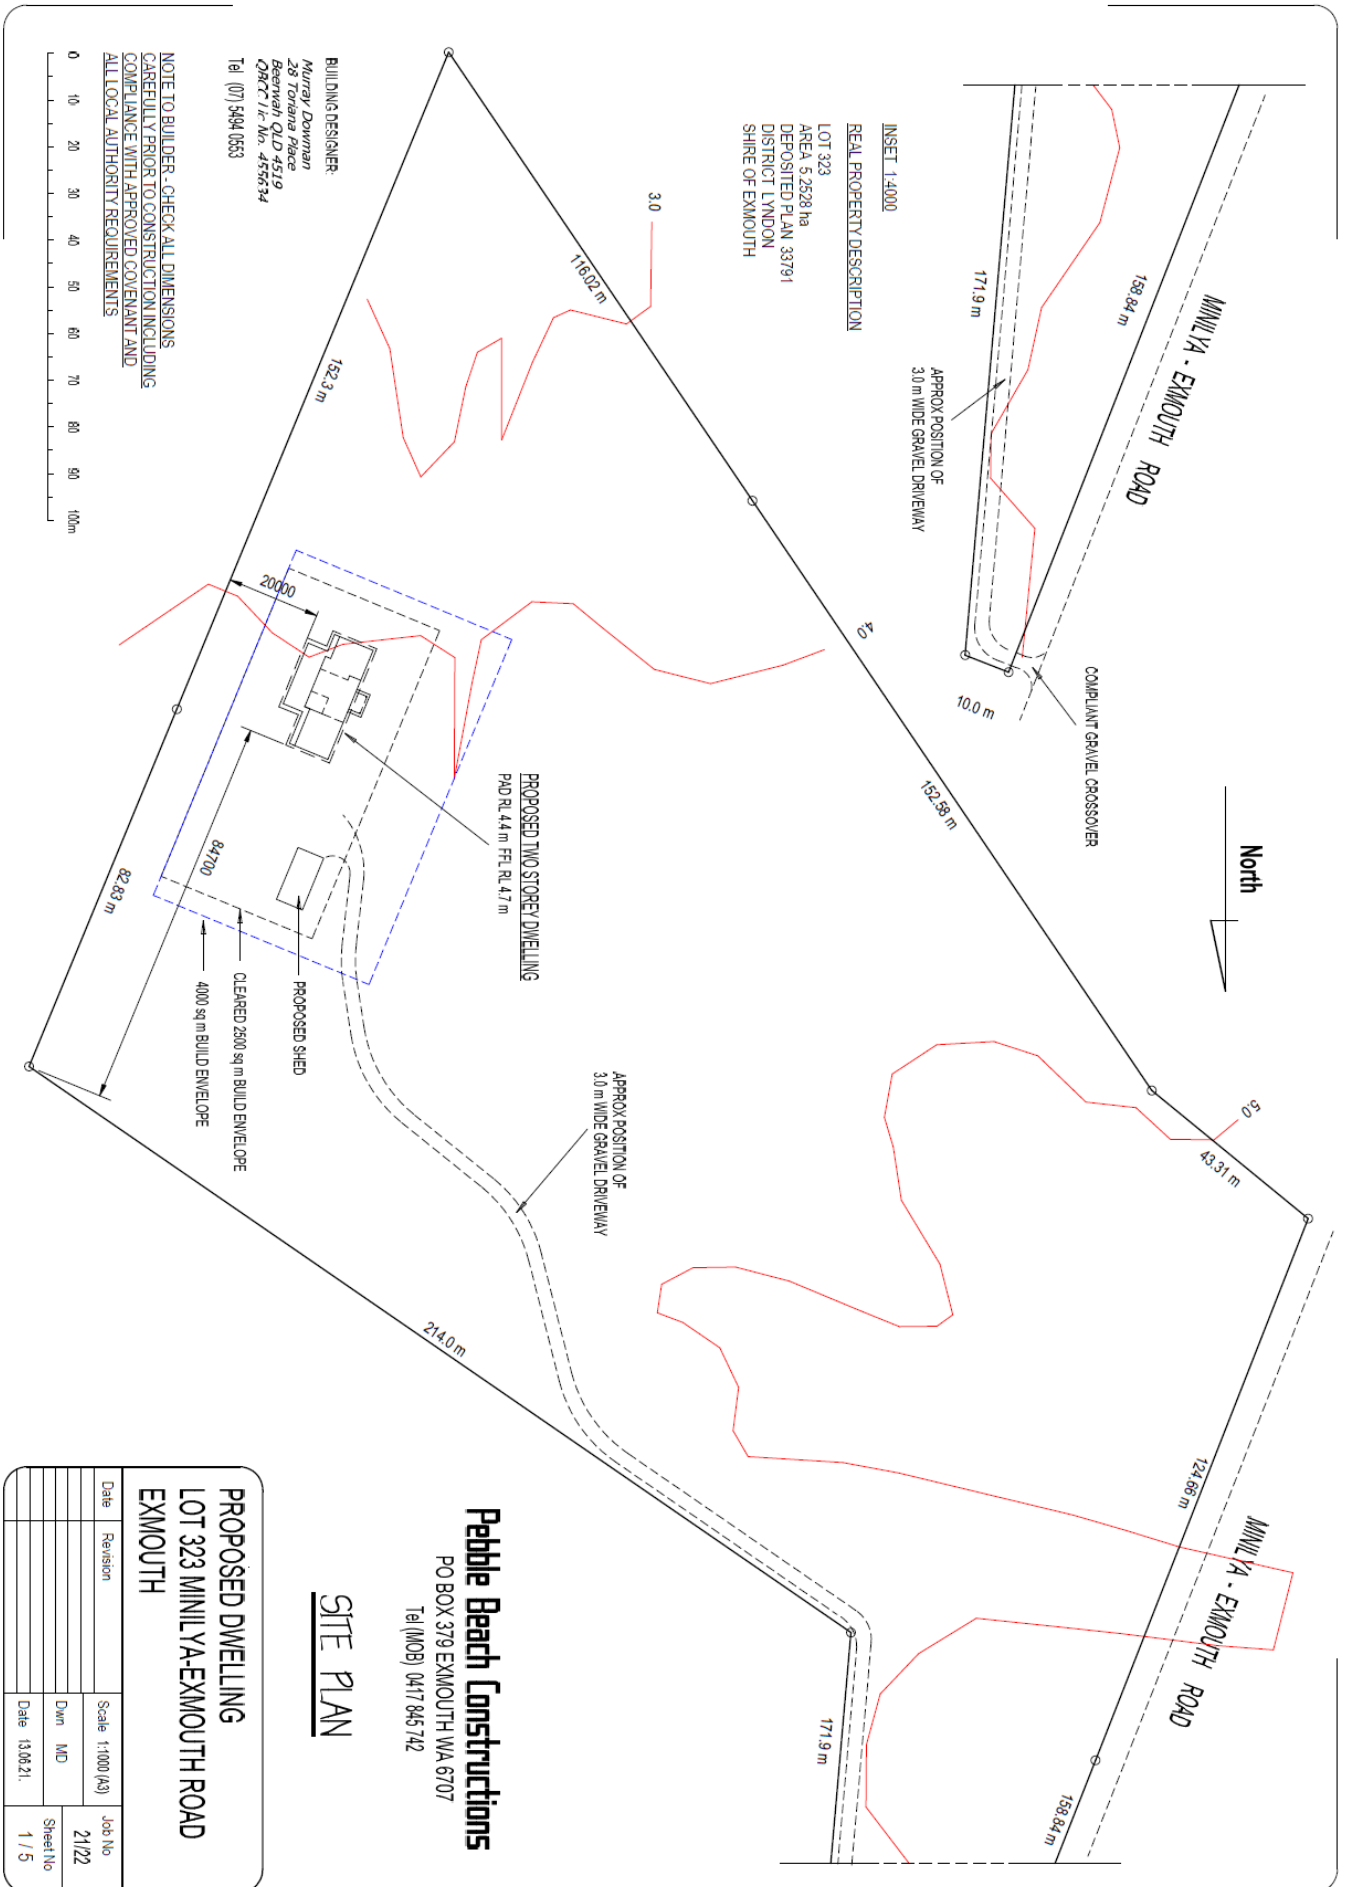 INSET 1:4000
REAL PROPERTY DESCRIPTION
LOT 323
AREA 5.2528 ha
DEPOSITED PLAN 33791
DISTRICT LYNDON
SHIRE OF EXMOUTH
MINILYA - EXMOUTH ROAD
158.84 m
171.9 m
APPROX POSITION OF
3.0 m WIDE GRAVEL DRIVEWAY
10.0 m
COMPLIANT GRAVEL CROSSOVER
North
BUILDING DESIGNER:
Murray Dowman
28 Toriana Place
Beerwah QLD 4519
QBCC Lic No. 455634
Tel (07) 5494 0553
NOTE TO BUILDER - CHECK ALL DIMENSIONS
CAREFULLY PRIOR TO CONSTRUCTION INCLUDING
COMPLIANCE WITH APPROVED COVENANT AND
ALL LOCAL AUTHORITY REQUIREMENTS
0 10 20 30 40 50 60 70 80 90 100m
3.0
116.02 m
152.3 m
4.0
152.58 m
20000
84700
82.83 m
PROPOSED TWO STOREY DWELLING
PAD RL 4.4 m FFL RL 4.7 m
PROPOSED SHED
CLEARED 2500 sq m BUILD ENVELOPE
4000 sq m BUILD ENVELOPE
APPROX POSITION OF
3.0 m WIDE GRAVEL DRIVEWAY
5.0
43.31 m
214.0 m
124.66 m
MINILYA - EXMOUTH ROAD
171.9 m
158.84 m
Pebble Beach Constructions
PO BOX 379 EXMOUTH WA 6707
Tel (MOB) 0417 845 742
SITE PLAN
PROPOSED DWELLING
LOT 323 MINILYA-EXMOUTH ROAD
EXMOUTH
Date Revision
Scale 1:1000 (A3)
Dwn MD
Date 13.06.21.
Job No
21/22
Sheet No
1 / 5